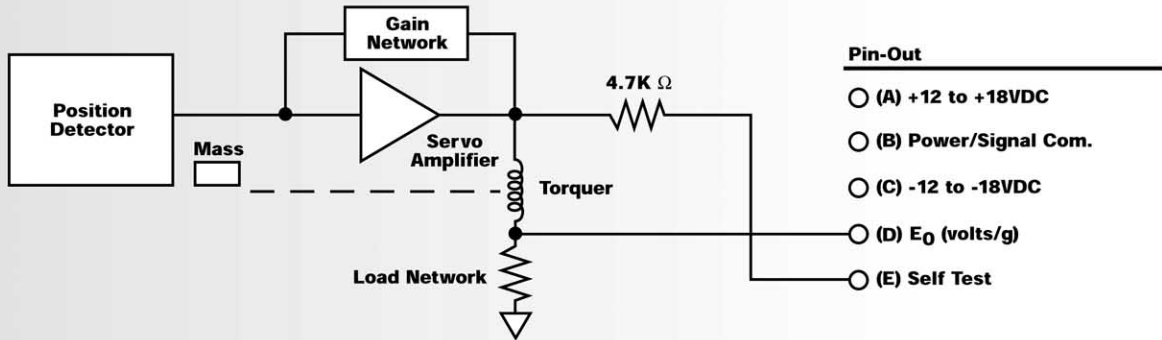 Gain
Network
Position
Detector
Mass
Servo
Amplifier
4.7K Ω
Torquer
Load Network
Pin-Out
(A) +12 to +18VDC
(B) Power/Signal Com.
(C) -12 to -18VDC
(D) E0 (volts/g)
(E) Self Test